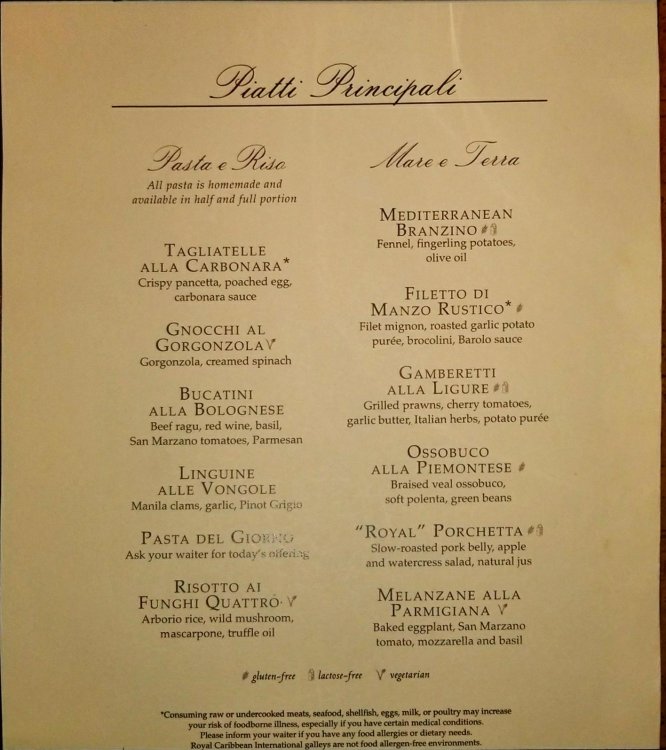 Piatti Principali
Pasta e Riso
All pasta is homemade and
available in half and full portion
TAGLIATELLE
ALLA CARBONARA*
Crispy pancetta, poached egg,
carbonara sauce
GNOCCHI AL
GORGONZOLA
Gorgonzola, creamed spinach
BUCATINI
ALLA BOLOGNESE
Beef ragu, red wine, basil,
San Marzano tomatoes, Parmesan
LINGUINE
ALLE VONGOLE
Manila clams, garlic, Pinot Grigio
PASTA DEL GIORNO
Ask your waiter for today's offering
RISOTTO AI
FUNGHI QUATTRO
Arborio rice, wild mushroom,
mascarpone, truffle oil
Mare e Terra
MEDITERRANEAN
BRANZINO
Fennel, fingerling potatoes,
olive oil
FILETTO DI
MANZO RUSTICO*
Filet mignon, roasted garlic potato
purée, brocolini, Barolo sauce
GAMBERETTI
ALLA LIGURE
Grilled prawns, cherry tomatoes,
garlic butter, Italian herbs, potato purée
OSSOBUCO
ALLA PIEMONTESE
Braised veal ossobuco,
soft polenta, green beans
"ROYAL" PORCHETTA
Slow-roasted pork belly, apple
and watercress salad, natural jus
MELANZANE ALLA
PARMIGIANA
Baked eggplant, San Marzano
tomato, mozzarella and basil
gluten-free lactose-free vegetarian
*Consuming raw or undercooked meats, seafood, shellfish, eggs, milk, or poultry may increase
your risk of foodborne illness, especially if you have certain medical conditions.
Please inform your waiter if you have any food allergies or dietary needs.
Royal Caribbean International galleys are not food allergen-free environments.